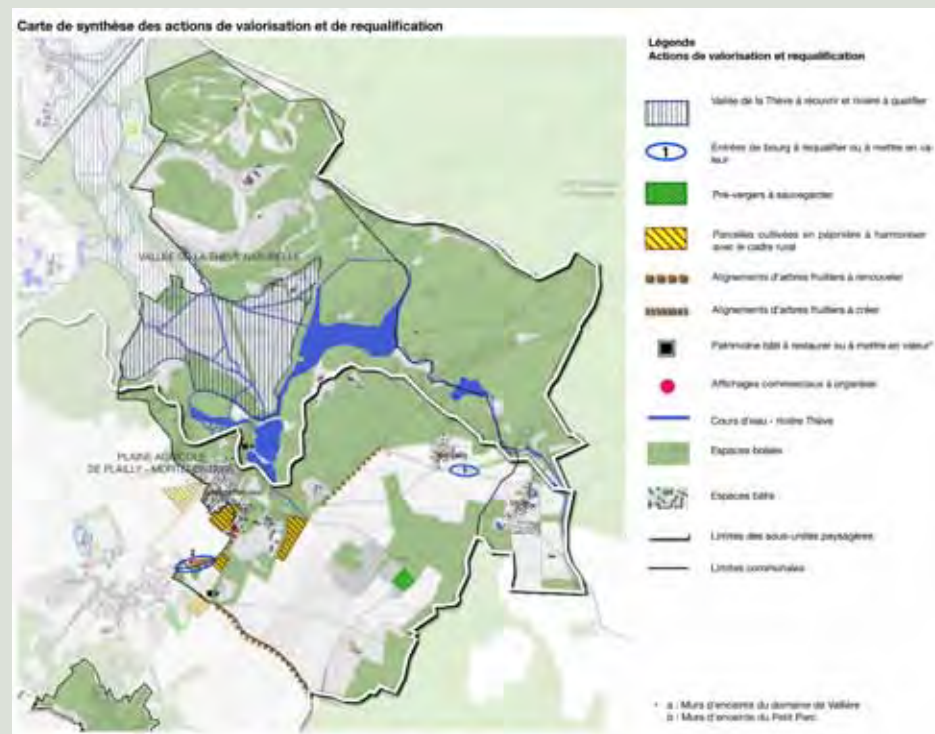 Carte de synthèse des actions de valorisation et de requalification
Légende
Actions de valorisation et requalification
Vallée de la Thève à réouvrir et rivière à qualifier
1
Entrées de bourg à requalifier ou à mettre en va
leur
Pré-vergers à sauvegarder
Parcelles cultivées en pépinière à harmoniser
avec le cadre rural
Alignements d'arbres fruitiers à renouveler
Alignements d'arbres fruitiers à créer
Patrimoine bâti à restaurer ou à mettre en valeur*
Affichages commerciaux à organiser
Cours d'eau - rivière Thève
Espaces boisés
Espaces bâtis
Limites des sous-unités paysagères
Limites communales
VALLÉE DE LA THÈVE NATURELLE
PLAINE AGRICOLE
DE PLAILLY - MORTEFONTAINE
1
* a : Murs d'enceinte du domaine de Vallière
b : Murs d'enceinte du Petit Parc